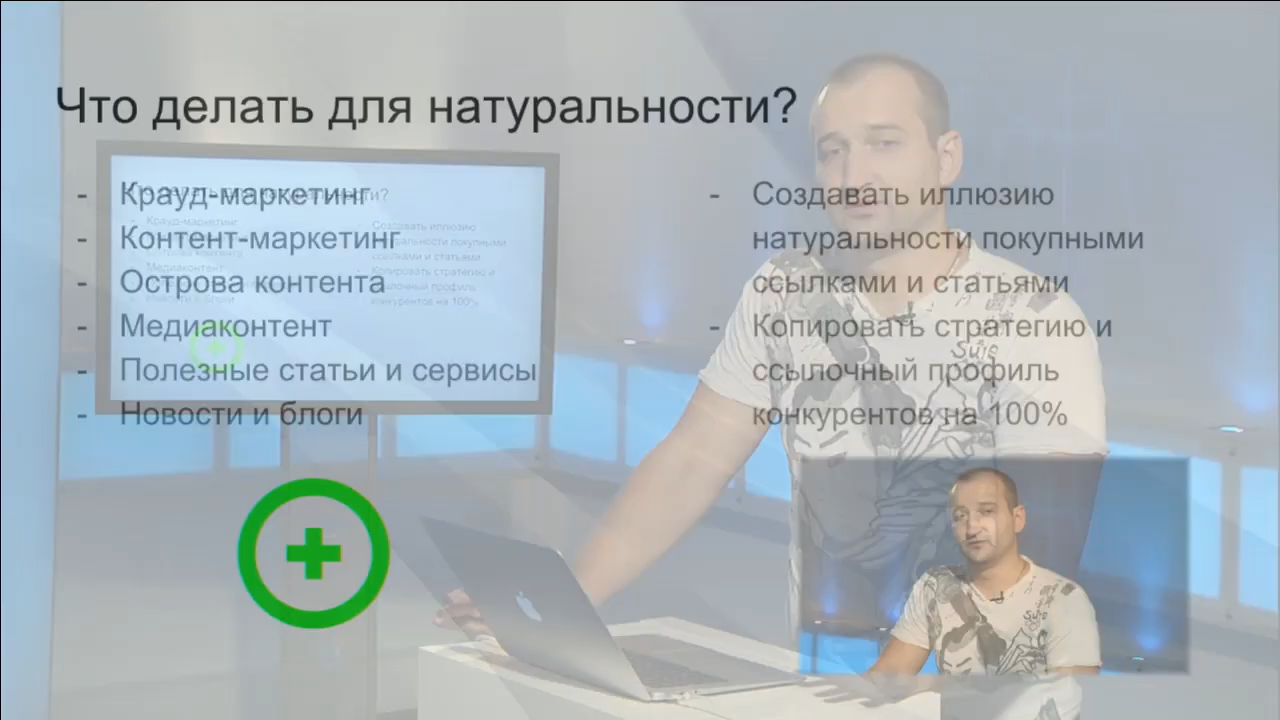 Что делать для натуральности?
- Крауд-маркетинг
- Контент-маркетинг
- Острова контента
- Медиаконтент
- Полезные статьи и сервисы
- Новости и блоги
- Создавать иллюзию
натуральности покупными
ссылками и статьями
- Копировать стратегию и
ссылочный профиль
конкурентов на 100%